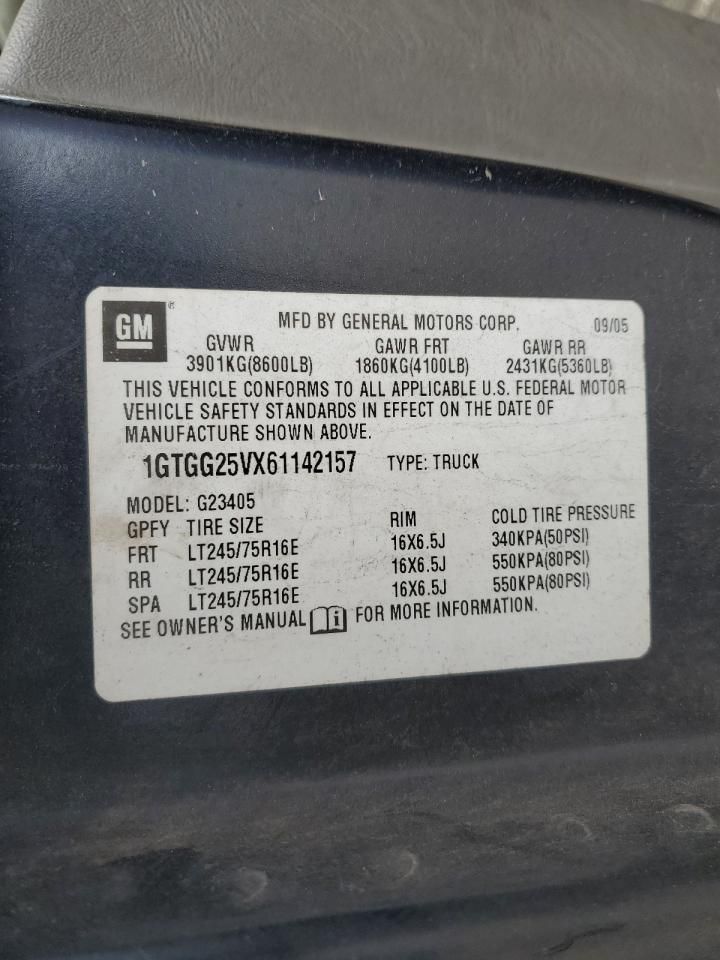 GM®
MFD BY GENERAL MOTORS CORP. 09/05
GVWR GAWR FRT GAWR RR
3901KG(8600LB) 1860KG(4100LB) 2431KG(5360LB)
THIS VEHICLE CONFORMS TO ALL APPLICABLE U.S. FEDERAL MOTOR
VEHICLE SAFETY STANDARDS IN EFFECT ON THE DATE OF
MANUFACTURE SHOWN ABOVE.
1GTGG25VX61142157 TYPE: TRUCK
MODEL: G23405
GPFY TIRE SIZE RIM COLD TIRE PRESSURE
FRT LT245/75R16E 16X6.5J 340KPA(50PSI)
RR LT245/75R16E 16X6.5J 550KPA(80PSI)
SPA LT245/75R16E 16X6.5J 550KPA(80PSI)
SEE OWNER'S MANUAL i FOR MORE INFORMATION.